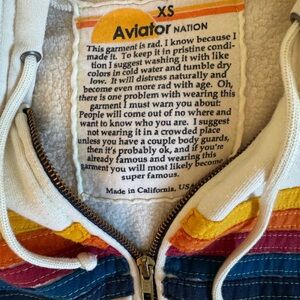 XS
Aviator NATION
This garment is rad. I know because I
made it. To keep it in pristine condi-
tion I suggest washing it with like
colors in cold water and tumble dry
low. It will distress naturally and
become even more rad with age. Oh,
there is one problem with wearing this
garment I must warn you about:
People will come out of no where and
want to know who you are. I suggest
not wearing it in a crowded place
unless you have a couple body guards,
then it's probably ok, and if you're
already famous and wearing this
garment you will most likely become
super famous.
Made in California, USA